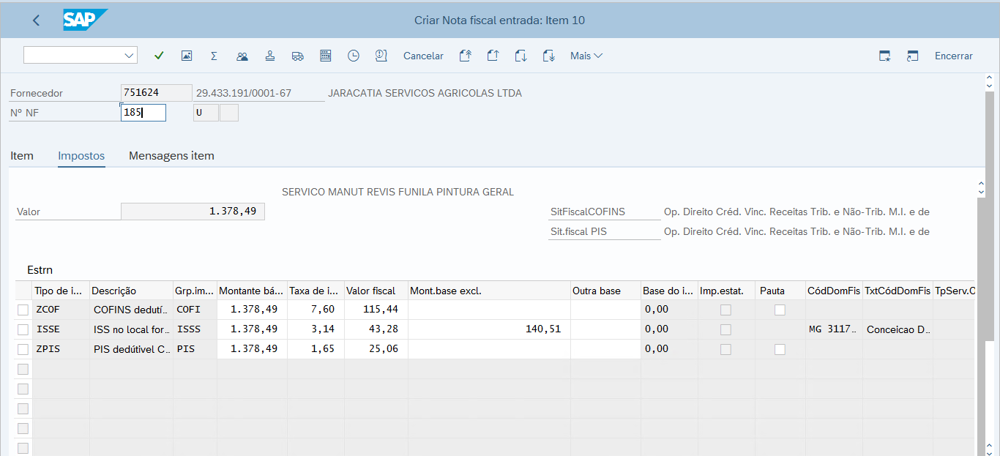 SAP
Criar Nota fiscal entrada: Item 10
Cancelar Mais Encerrar
Fornecedor 751624 29.433.191/0001-67 JARACATIA SERVICOS AGRICOLAS LTDA
Nº NF 185 U
Item Impostos Mensagens item
SERVICO MANUT REVIS FUNILA PINTURA GERAL
Valor 1.378,49 SitFiscalCOFINS Op. Direito Créd. Vinc. Receitas Trib. e Não-Trib. M.I. e de
Sit.fiscal PIS Op. Direito Créd. Vinc. Receitas Trib. e Não-Trib. M.I. e de
Estrn
Tipo de i... Descrição Grp.im... Montante bá... Taxa de i... Valor fiscal Mont.base excl. Outra base Base do i... Imp.estat. Pauta CódDomFis TxtCódDomFis TpServ.C
ZCOF COFINS dedutí... COFI 1.378,49 7,60 115,44 0,00
ISSE ISS no local for... ISSS 1.378,49 3,14 43,28 140,51 0,00 MG 3117... Conceicao D...
ZPIS PIS dedútivel C... PIS 1.378,49 1,65 25,06 0,00